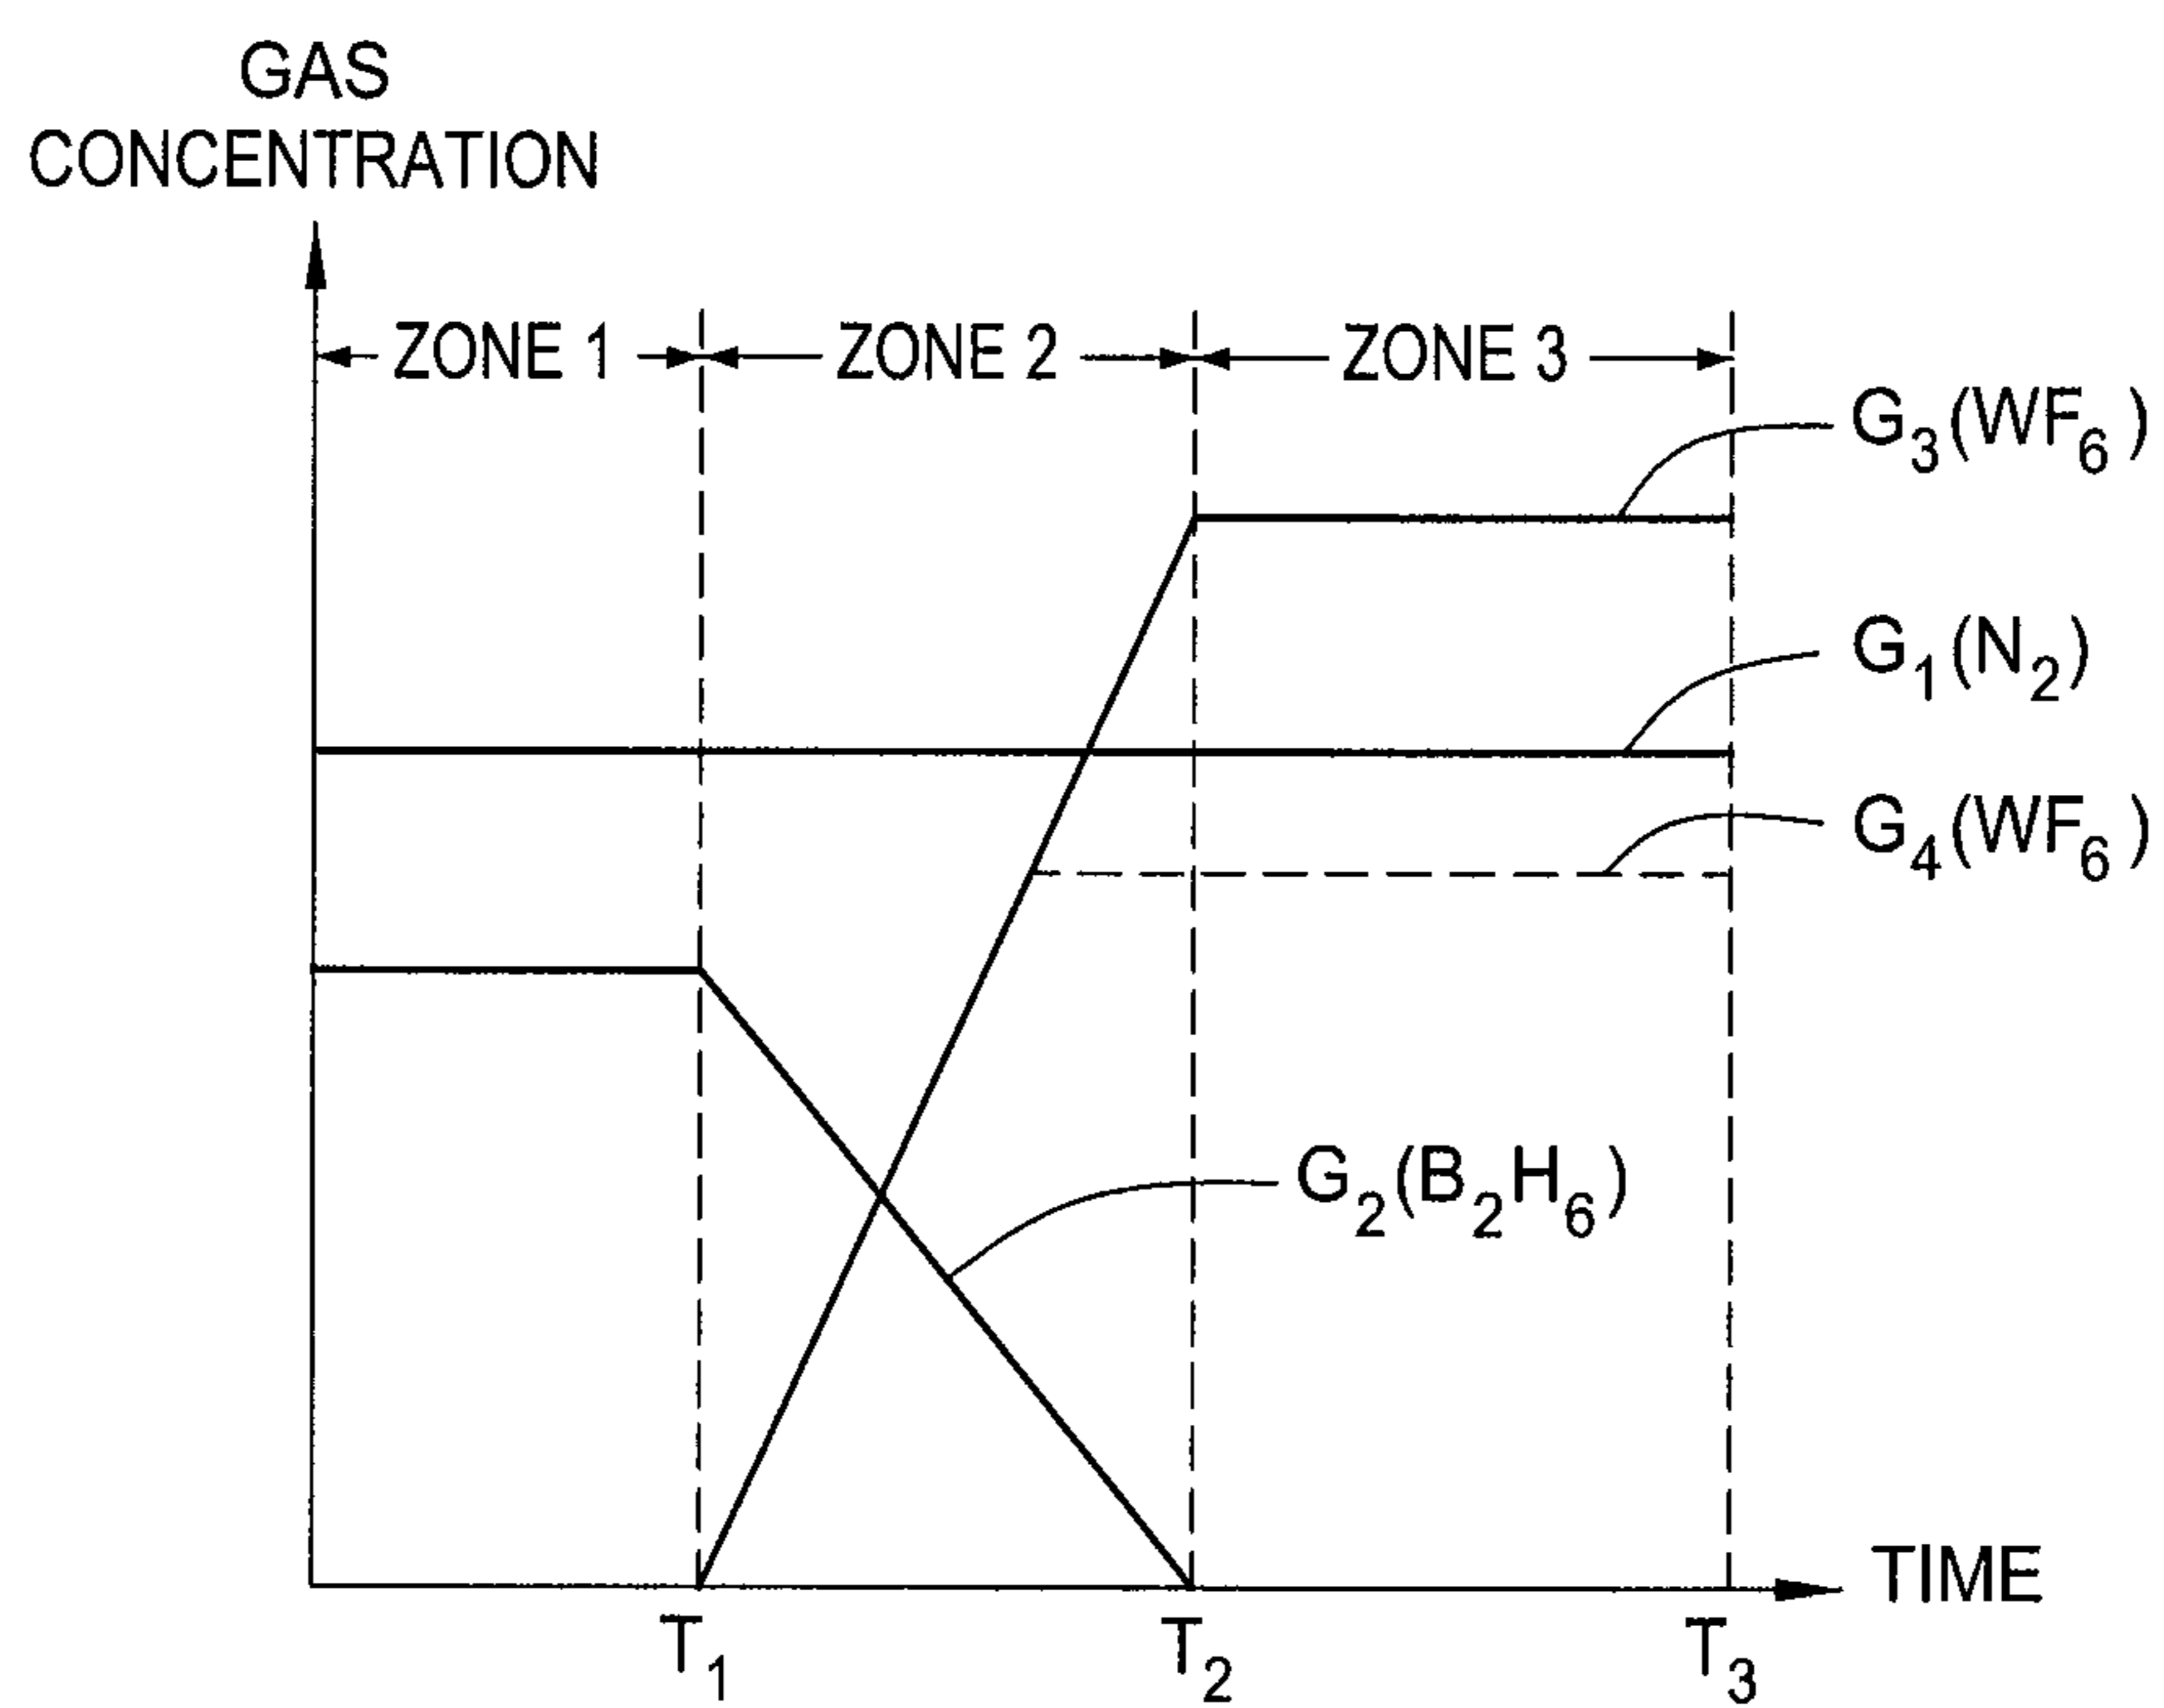 GAS
CONCENTRATION
ZONE 1
ZONE 2
ZONE 3
G3(WF6)
G1(N2)
G4(WF6)
G2(B2H6)
TIME
T1
T2
T3